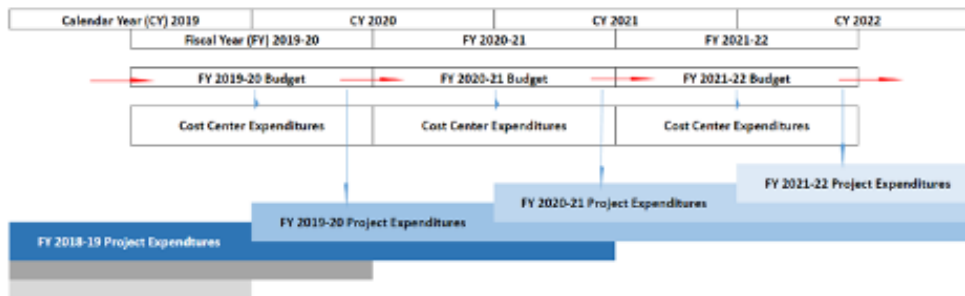 Calendar Year (CY) 2019 CY 2020 CY 2021 CY 2022
Fiscal Year (FY) 2019-20 FY 2020-21 FY 2021-22
FY 2019-20 Budget FY 2020-21 Budget FY 2021-22 Budget
Cost Center Expenditures Cost Center Expenditures Cost Center Expenditures
FY 2021-22 Project Expenditures
FY 2020-21 Project Expenditures
FY 2019-20 Project Expenditures
FY 2018-19 Project Expendtures